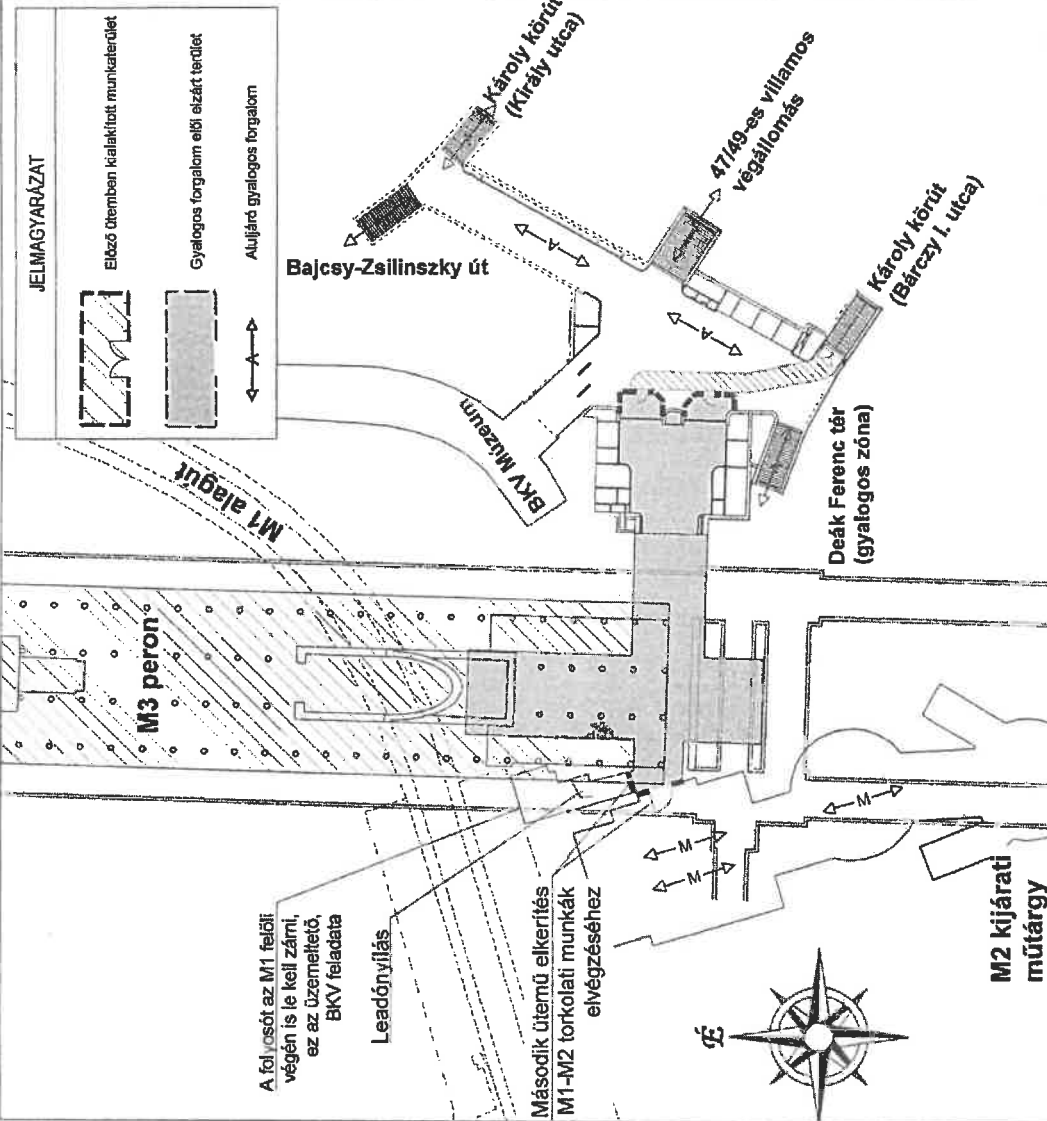 JELMAGYARÁZAT
Előző ütemben kialakított munkaterület
Gyalogos forgalom elől elzárt terület
A
Aluljáró gyalogos forgalom
Károly körút
(Király utca)
47/49-es villamos
végállomás
Károly körút
(Bárczy I. utca)
Bajcsy-Zsilinszky út
A
A
BKV Múzeum
M1 alagút
M3 peron
Deák Ferenc tér
(gyalogos zóna)
A folyosót az M1 felőli
végén is le kell zárni,
ez az üzemeltető,
BKV feladata
Leadónyílás
Második ütemű elkerítés
M1-M2 torkolati munkák
elvégzéséhez
M
M
M
M2 kijárati
műtárgy
É